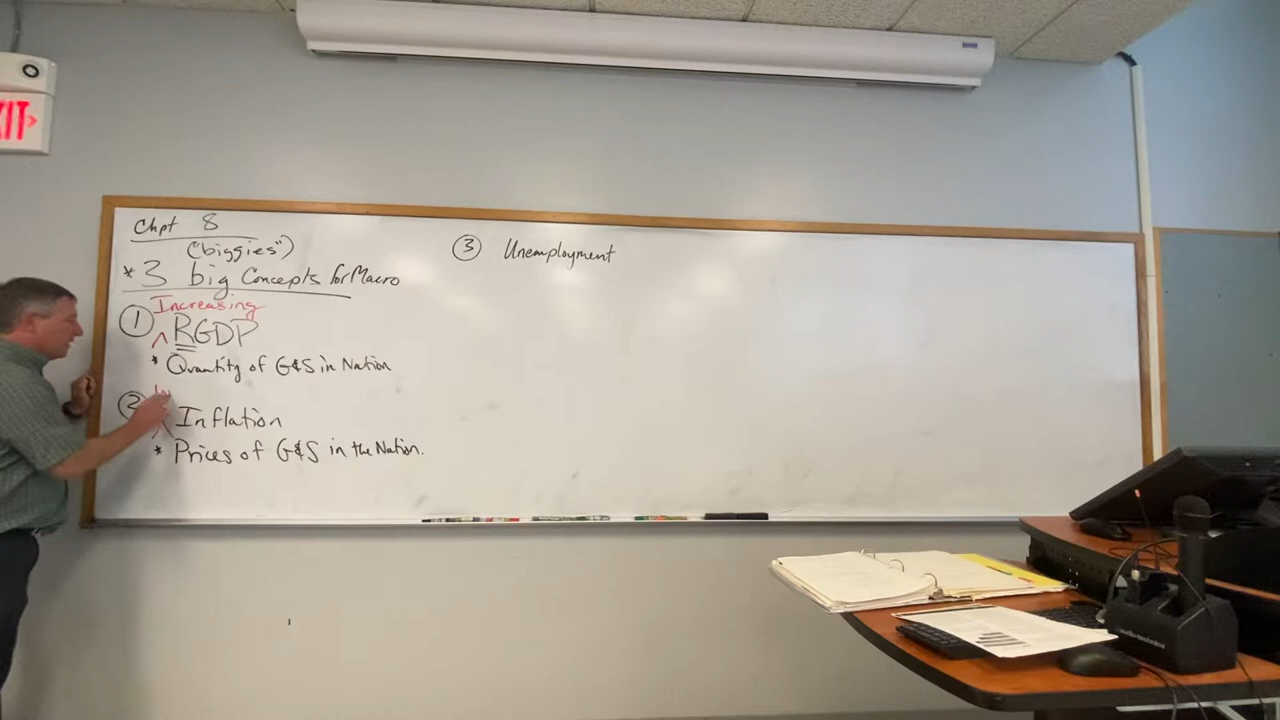 XIT>
Chpt 8
("biggies")
* 3 big Concepts for Macro
Increasing
① ^ RGDP
* Quantity of G&S in Nation
② ^ Inflation
* Prices of G&S in the Nation.
③ Unemployment